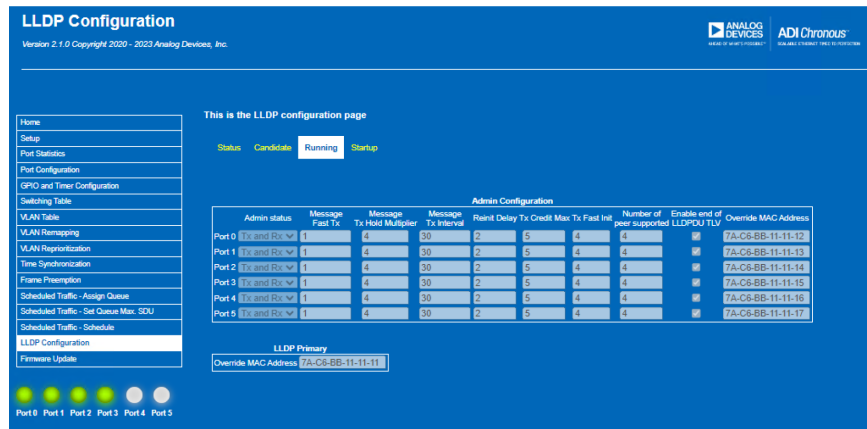 LLDP Configuration
Version 2.1.0 Copyright 2020 - 2023 Analog Devices, Inc.
ANALOG
DEVICES
AHEAD OF WHAT'S POSSIBLE™
ADI Chronous™
SCALABLE ETHERNET TIMED TO PERFECTION
Home
Setup
Port Statistics
Port Configuration
GPIO and Timer Configuration
Switching Table
VLAN Table
VLAN Remapping
VLAN Reprioritization
Time Synchronization
Frame Preemption
Scheduled Traffic - Assign Queue
Scheduled Traffic - Set Queue Max. SDU
Scheduled Traffic - Schedule
LLDP Configuration
Firmware Update
Port 0 Port 1 Port 2 Port 3 Port 4 Port 5
This is the LLDP configuration page
Status Candidate Running Startup
Admin Configuration
Admin status Message Fast Tx Message Tx Hold Multiplier Message Tx Interval Reinit Delay Tx Credit Max Tx Fast Init Number of peer supported Enable end of LLDPDU TLV Override MAC Address
Port 0 Tx and Rx 1 4 30 2 5 4 4 7A-C6-BB-11-11-12
Port 1 Tx and Rx 1 4 30 2 5 4 4 7A-C6-BB-11-11-13
Port 2 Tx and Rx 1 4 30 2 5 4 4 7A-C6-BB-11-11-14
Port 3 Tx and Rx 1 4 30 2 5 4 4 7A-C6-BB-11-11-15
Port 4 Tx and Rx 1 4 30 2 5 4 4 7A-C6-BB-11-11-16
Port 5 Tx and Rx 1 4 30 2 5 4 4 7A-C6-BB-11-11-17
LLDP Primary
Override MAC Address 7A-C6-BB-11-11-11